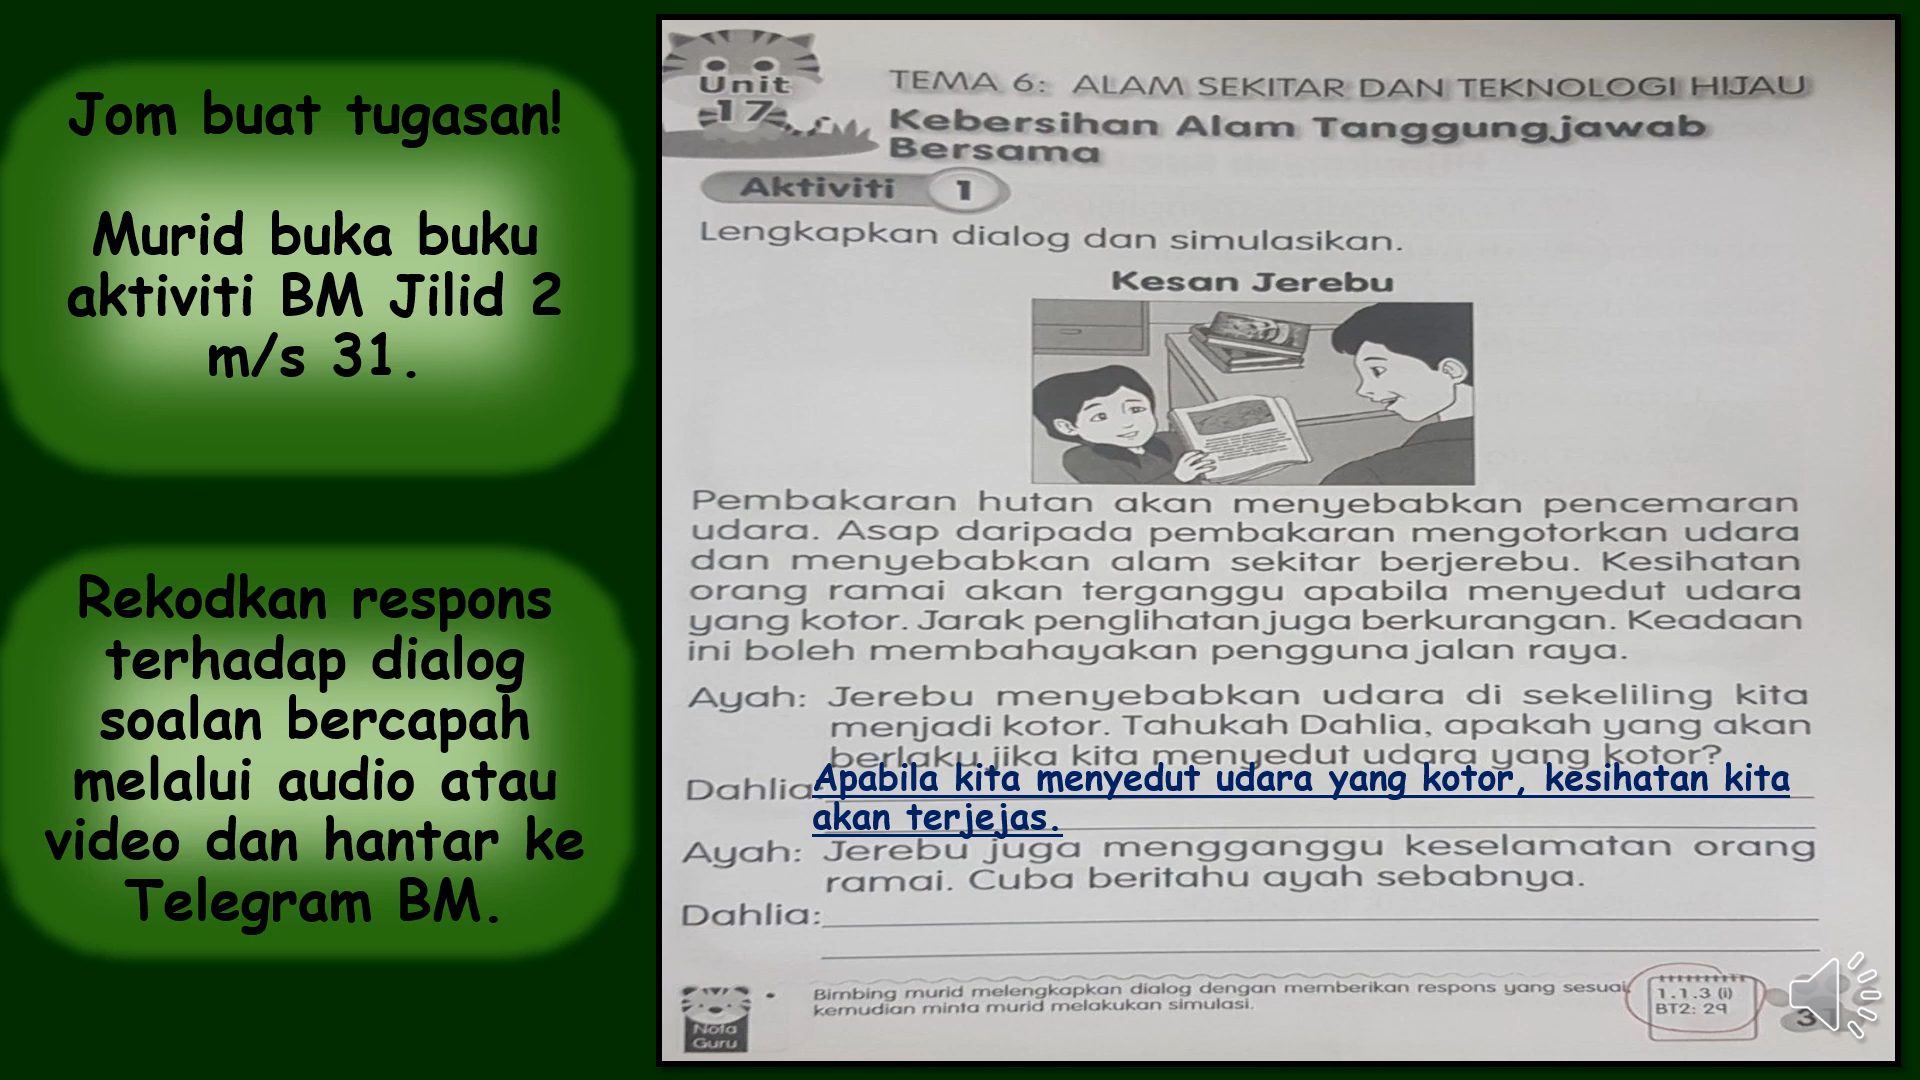 Jom buat tugasan!
Murid buka buku
aktiviti BM Jilid 2
m/s 31.
Rekodkan respons
terhadap dialog
soalan bercapah
melalui audio atau
video dan hantar ke
Telegram BM.
Unit
17
TEMA 6: ALAM SEKITAR DAN TEKNOLOGI HIJAU
Kebersihan Alam Tanggungjawab
Bersama
Aktiviti 1
Lengkapkan dialog dan simulasikan.
Kesan Jerebu
Pembakaran hutan akan menyebabkan pencemaran
udara. Asap daripada pembakaran mengotorkan udara
dan menyebabkan alam sekitar berjerebu. Kesihatan
orang ramai akan terganggu apabila menyedut udara
yang kotor. Jarak penglihatan juga berkurangan. Keadaan
ini boleh membahayakan pengguna jalan raya.
Ayah: Jerebu menyebabkan udara di sekeliling kita
menjadi kotor. Tahukah Dahlia, apakah yang akan
berlaku jika kita menyedut udara yang kotor?
Dahlia: Apabila kita menyedut udara yang kotor, kesihatan kita
akan terjejas.
Ayah: Jerebu juga mengganggu keselamatan orang
ramai. Cuba beritahu ayah sebabnya.
Dahlia:
Nota
Guru
• Bimbing murid melengkapkan dialog dengan memberikan respons yang sesuai,
kemudian minta murid melakukan simulasi.
1.1.3 (i)
BT2: 29